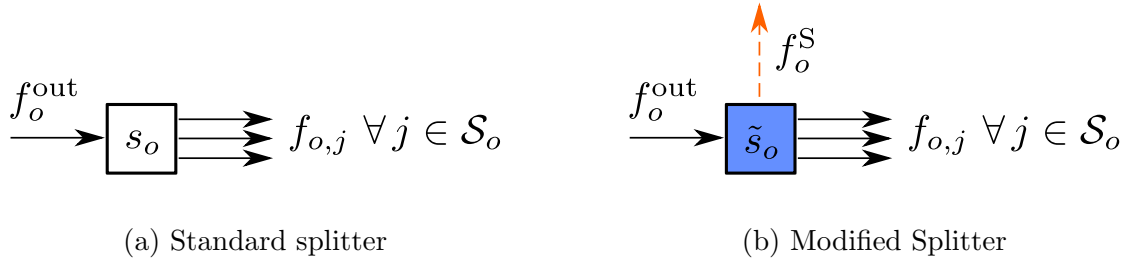 f_o^out s_o f_{o,j} ∀ j ∈ 𝒮_o
(a) Standard splitter
f_o^S
f_o^out s̃_o f_{o,j} ∀ j ∈ 𝒮_o
(b) Modified Splitter